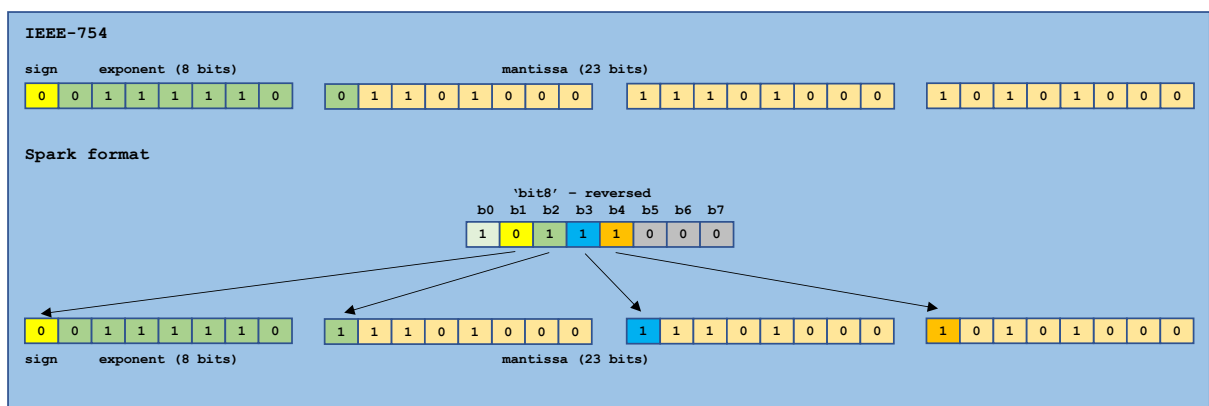 IEEE-754
sign exponent (8 bits) mantissa (23 bits)
0 0 1 1 1 1 1 0 0 1 1 0 1 0 0 0 1 1 1 0 1 0 0 0 1 0 1 0 1 0 0 0
Spark format
‘bit8’ – reversed
b0 b1 b2 b3 b4 b5 b6 b7
1 0 1 1 1 0 0 0
0 0 1 1 1 1 1 0 1 1 1 0 1 0 0 0 1 1 1 0 1 0 0 0 1 0 1 0 1 0 0 0
sign exponent (8 bits) mantissa (23 bits)